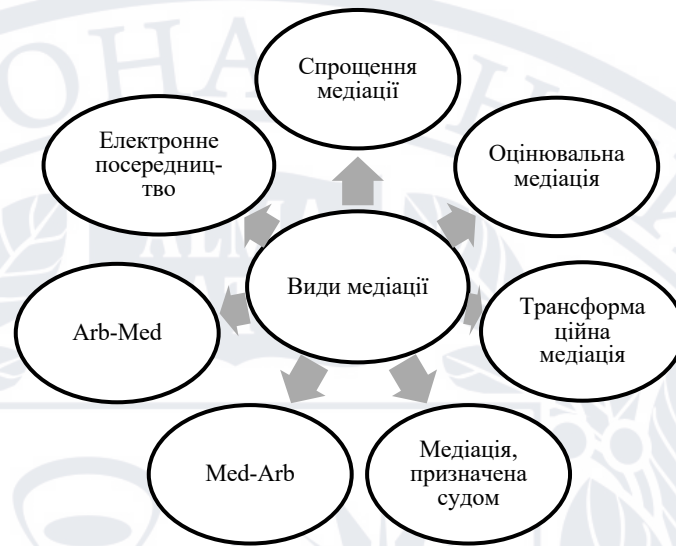 Спрощення
медіації
Оцінювальна
медіація
Трансформа
ційна
медіація
Медіація,
призначена
судом
Med-Arb
Arb-Med
Електронне
посередниц-
тво
Види медіації